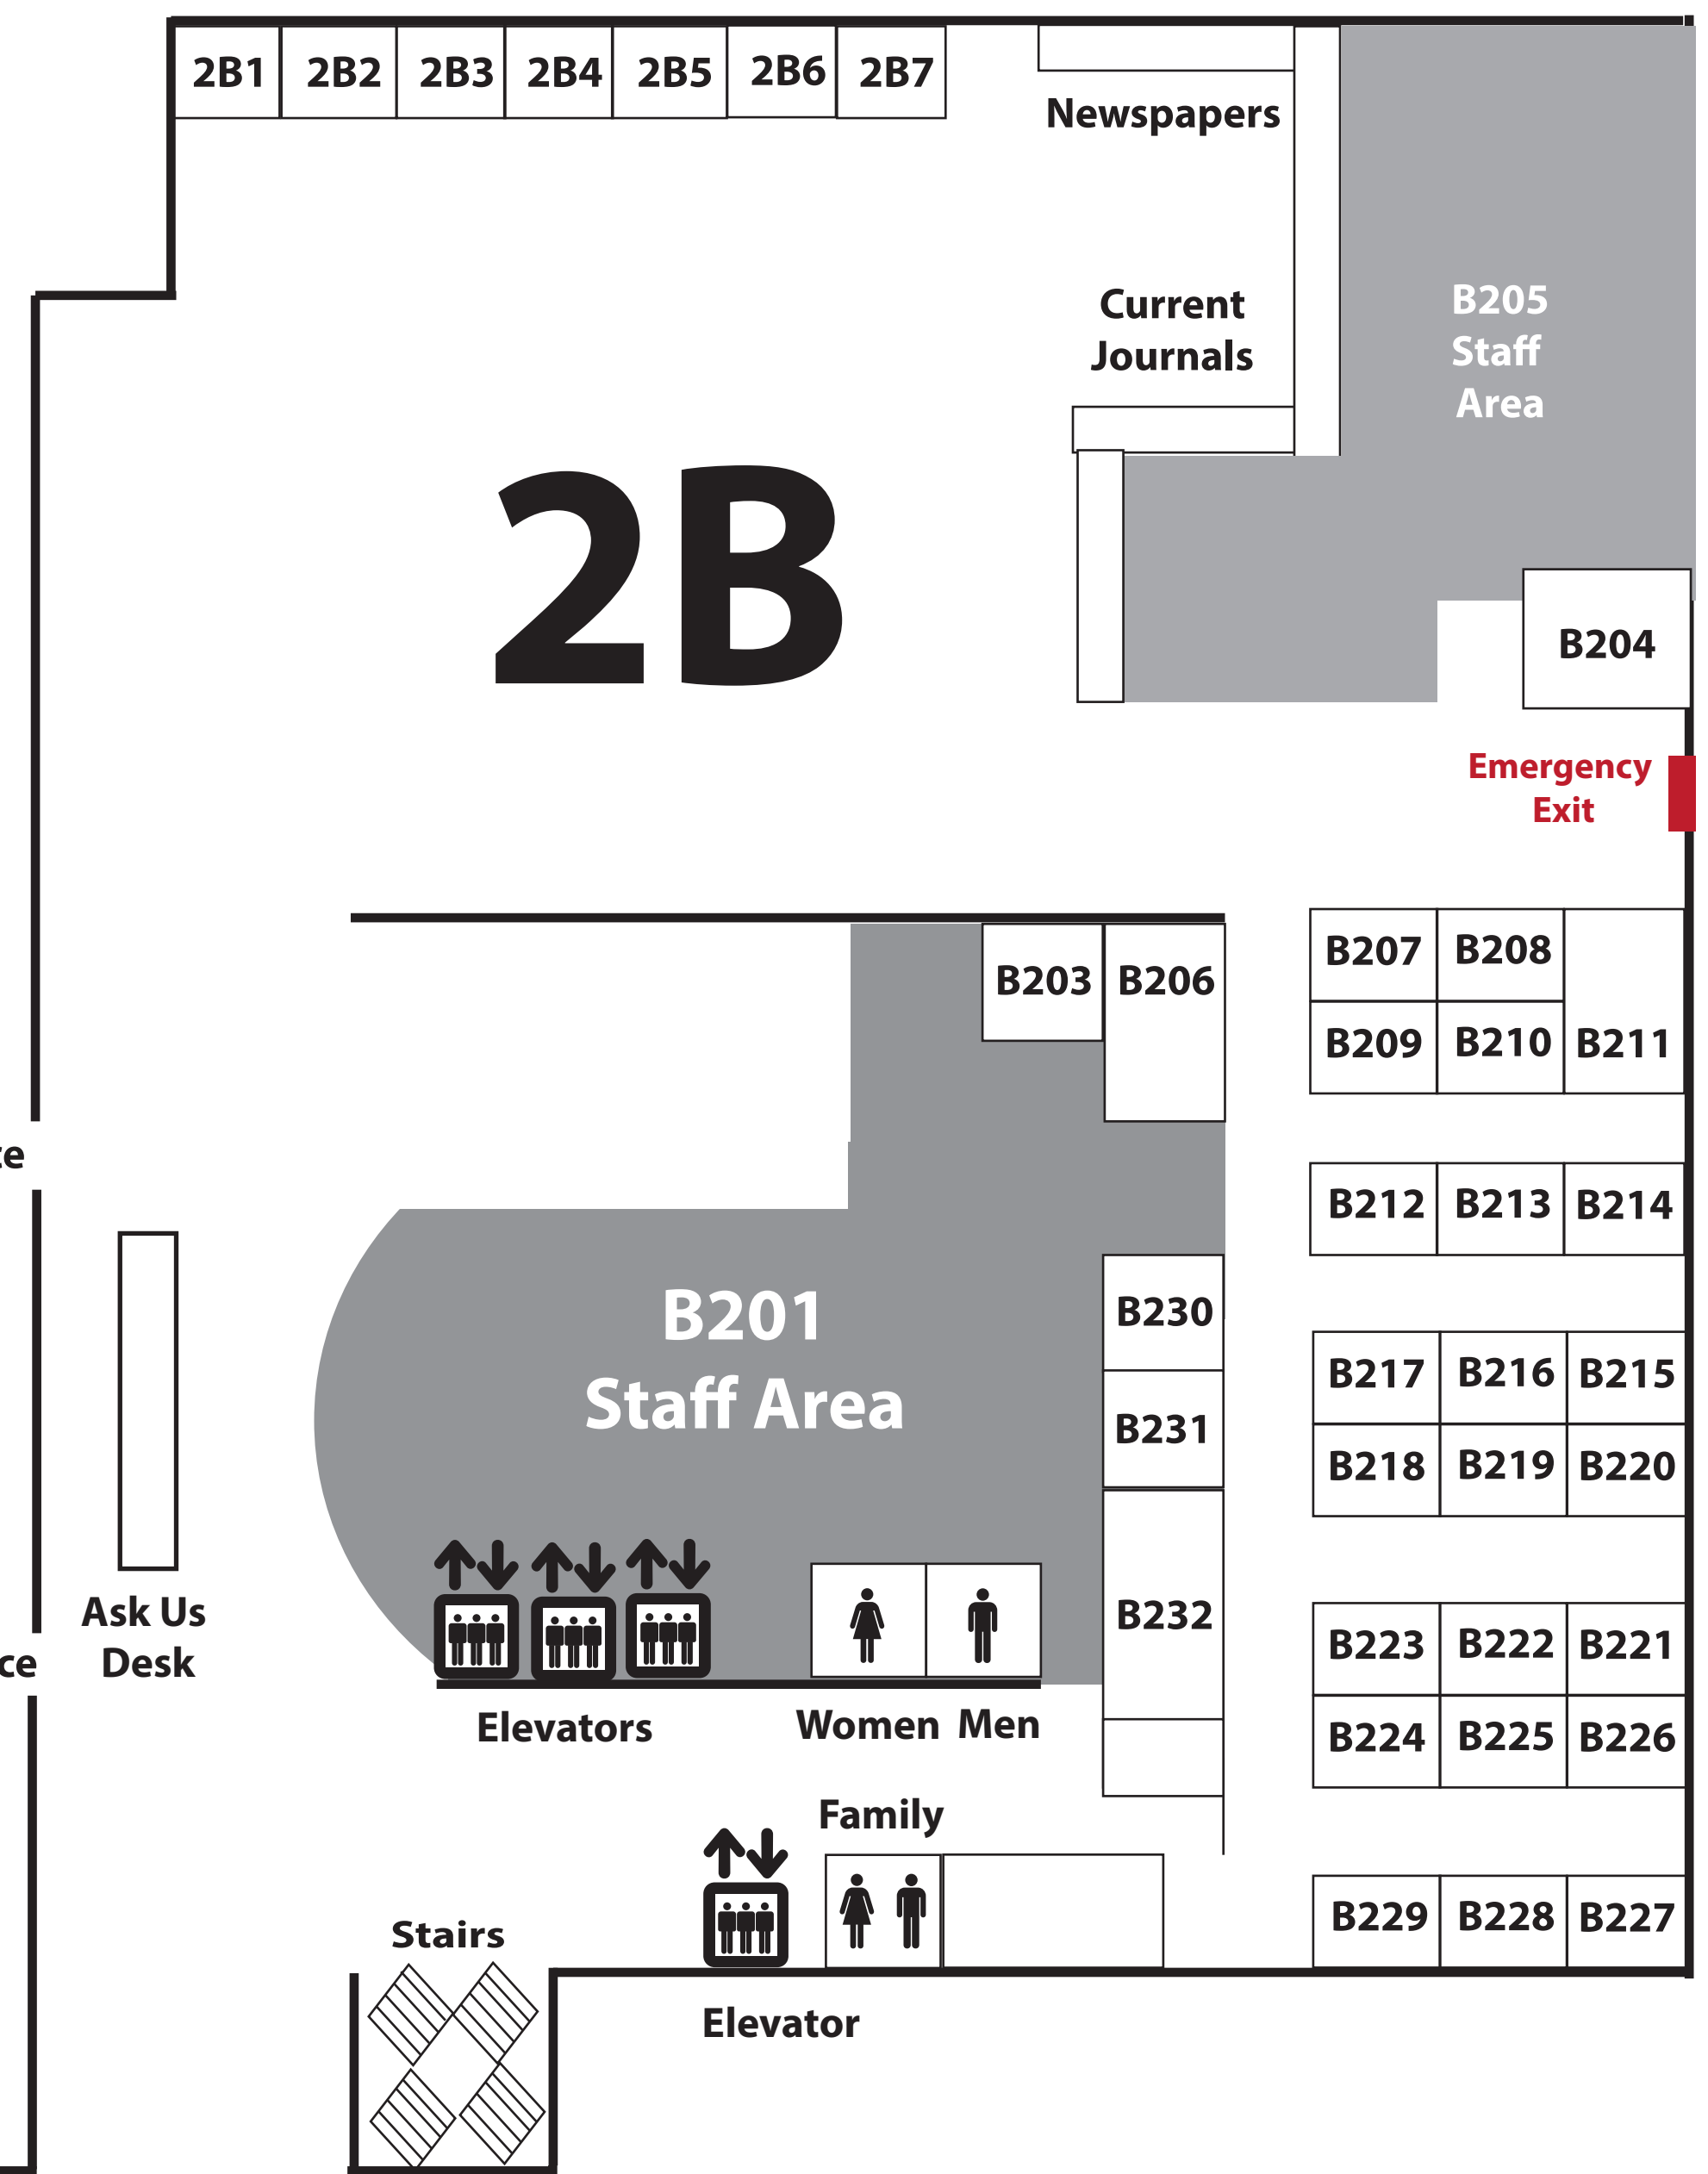 2B1 2B2 2B3 2B4 2B5 2B6 2B7
Newspapers
Current
Journals
B205
Staff
Area
2B
B204
Emergency
Exit
B203 B206
B207 B208
B209 B210 B211
B212 B213 B214
B201
Staff Area
B230
B231
B232
B217 B216 B215
B218 B219 B220
Ask Us
Desk
B223 B222 B221
B224 B225 B226
Elevators
Women Men
Family
B229 B228 B227
Stairs
Elevator